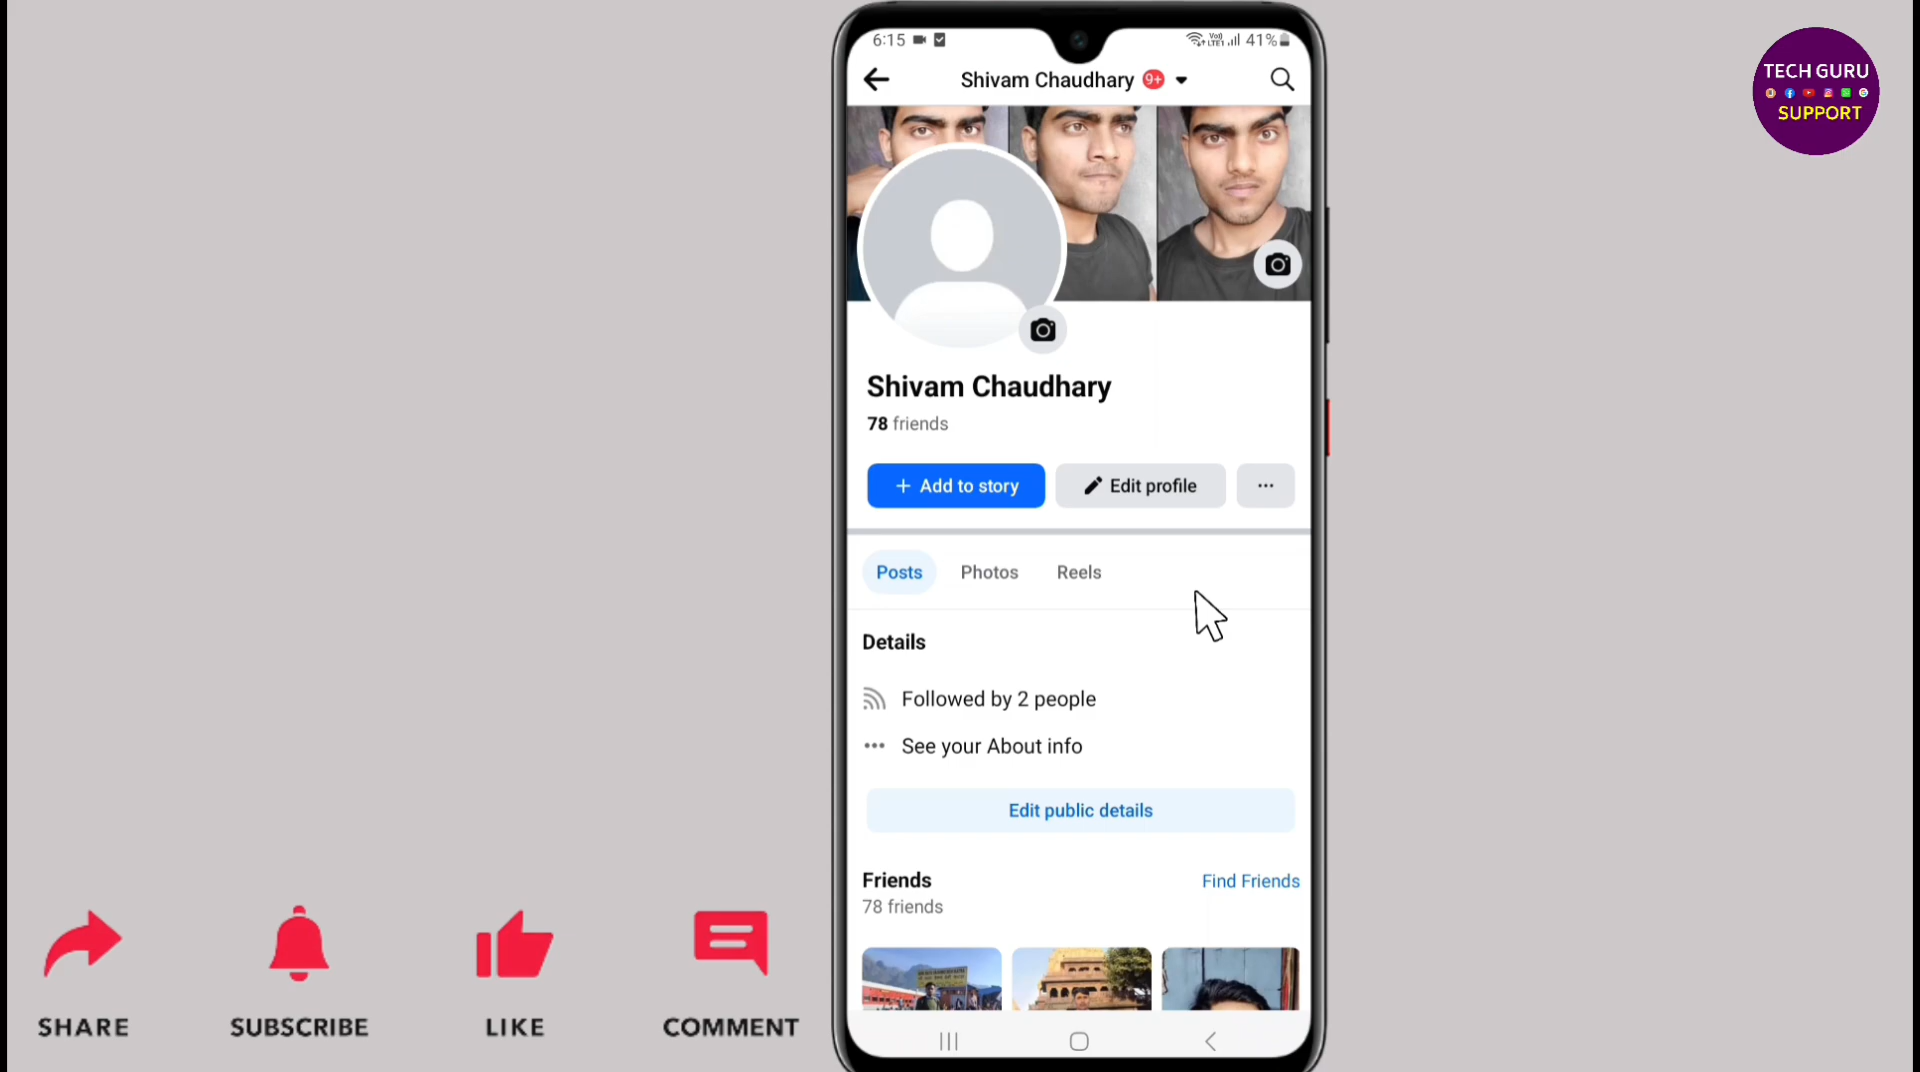 6:15
41%
Shivam Chaudhary 9+
TECH GURU
SUPPORT
Shivam Chaudhary
78 friends
+ Add to story
Edit profile
Posts
Photos
Reels
Details
Followed by 2 people
See your About info
Edit public details
Friends
Find Friends
78 friends
SHARE
SUBSCRIBE
LIKE
COMMENT